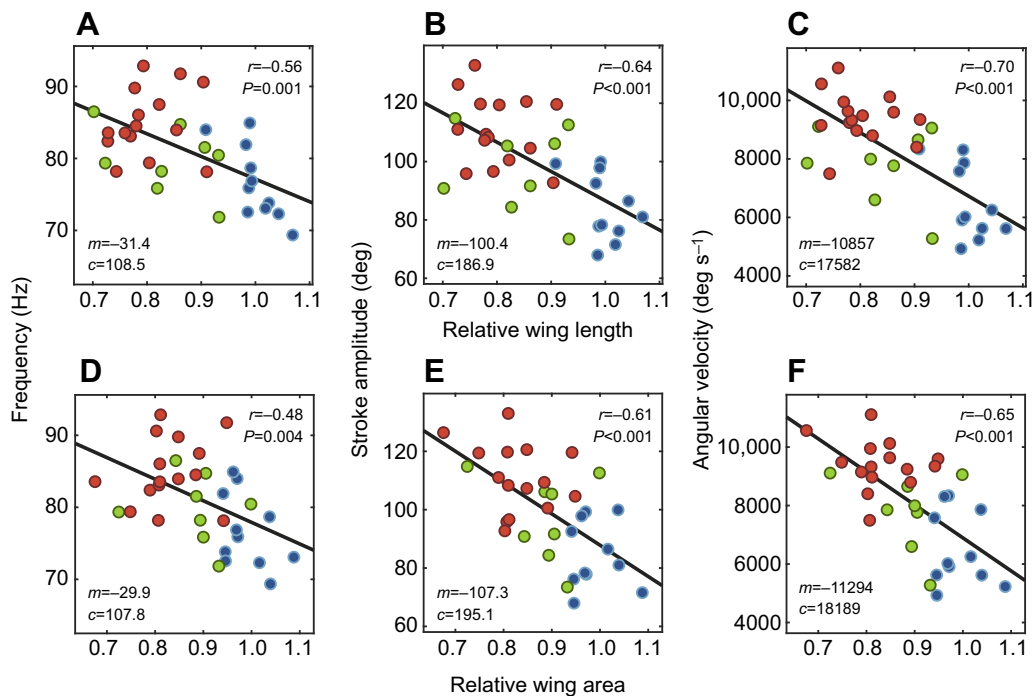 A
B
C
r=–0.56
P=0.001
r=–0.64
P<0.001
r=–0.70
P<0.001
90
80
70
120
100
80
60
10,000
8000
6000
4000
m=–31.4
c=108.5
m=–100.4
c=186.9
m=–10857
c=17582
0.7 0.8 0.9 1.0 1.1
0.7 0.8 0.9 1.0 1.1
0.7 0.8 0.9 1.0 1.1
Relative wing length
Frequency (Hz)
Stroke amplitude (deg)
Angular velocity (deg s⁻¹)
D
E
F
r=–0.48
P=0.004
r=–0.61
P<0.001
r=–0.65
P<0.001
90
80
70
120
100
80
60
10,000
8000
6000
4000
m=–29.9
c=107.8
m=–107.3
c=195.1
m=–11294
c=18189
0.7 0.8 0.9 1.0 1.1
0.7 0.8 0.9 1.0 1.1
0.7 0.8 0.9 1.0 1.1
Relative wing area